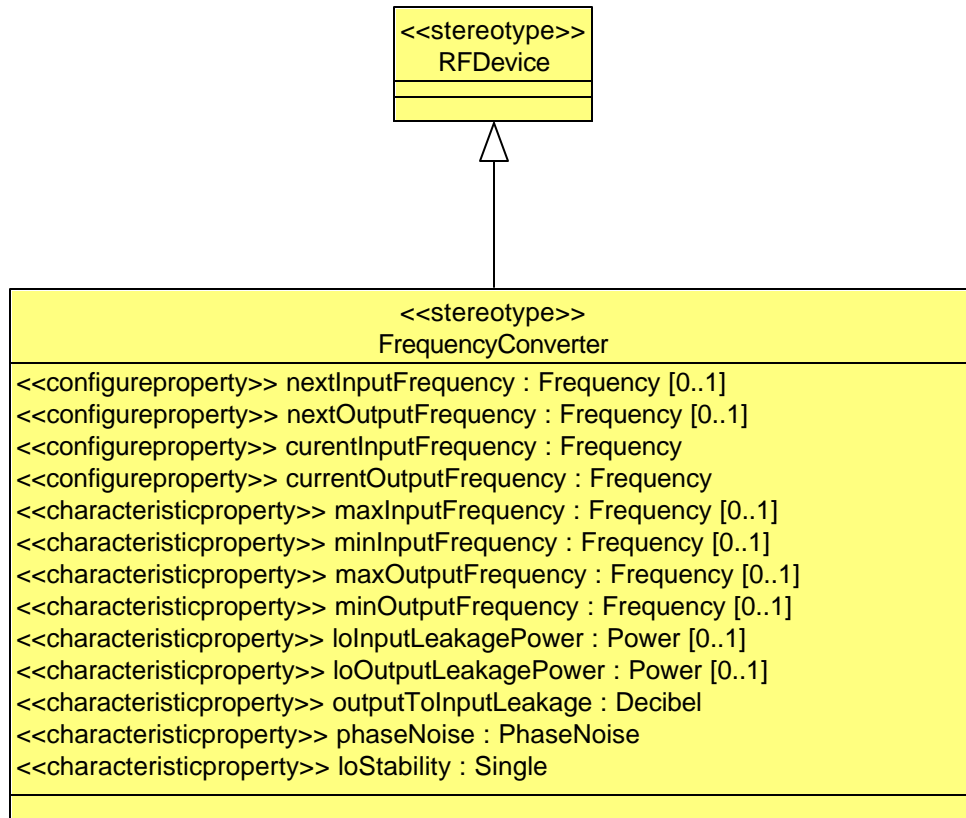 <<stereotype>>
RFDevice
<<stereotype>>
FrequencyConverter
<<configureproperty>> nextInputFrequency : Frequency [0..1]
<<configureproperty>> nextOutputFrequency : Frequency [0..1]
<<configureproperty>> curentInputFrequency : Frequency
<<configureproperty>> currentOutputFrequency : Frequency
<<characteristicproperty>> maxInputFrequency : Frequency [0..1]
<<characteristicproperty>> minInputFrequency : Frequency [0..1]
<<characteristicproperty>> maxOutputFrequency : Frequency [0..1]
<<characteristicproperty>> minOutputFrequency : Frequency [0..1]
<<characteristicproperty>> loInputLeakagePower : Power [0..1]
<<characteristicproperty>> loOutputLeakagePower : Power [0..1]
<<characteristicproperty>> outputToInputLeakage : Decibel
<<characteristicproperty>> phaseNoise : PhaseNoise
<<characteristicproperty>> loStability : Single